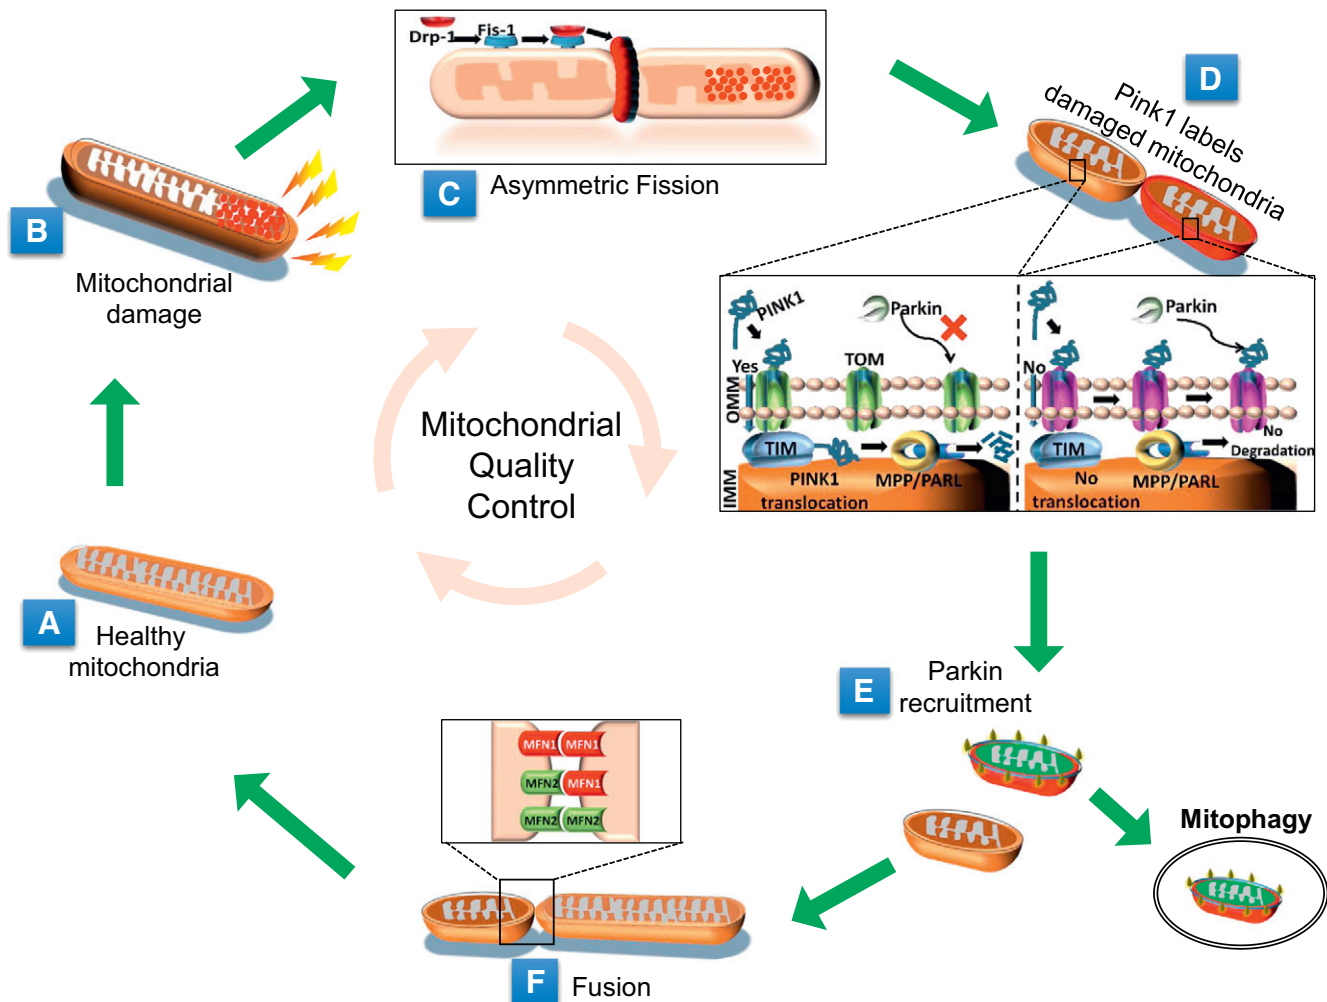 Drp-1
Fis-1
C
Asymmetric Fission
D
Pink1 labels
damaged mitochondria
B
Mitochondrial
damage
PINK1
Parkin
Yes
TOM
OMM
TIM
PINK1
translocation
MPP/PARL
IMM
Parkin
No
TIM
No
translocation
MPP/PARL
No
Degradation
Mitochondrial
Quality
Control
A
Healthy
mitochondria
E
Parkin
recruitment
MFN1 MFN1
MFN2 MFN1
MFN2 MFN2
Mitophagy
F
Fusion